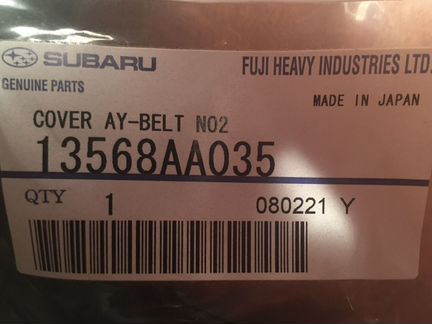 SUBARU FUJI HEAVY INDUSTRIES LTD.
GENUINE PARTS
MADE IN JAPAN
COVER AY-BELT NO2
13568AA035
QTY 1 080221 Y